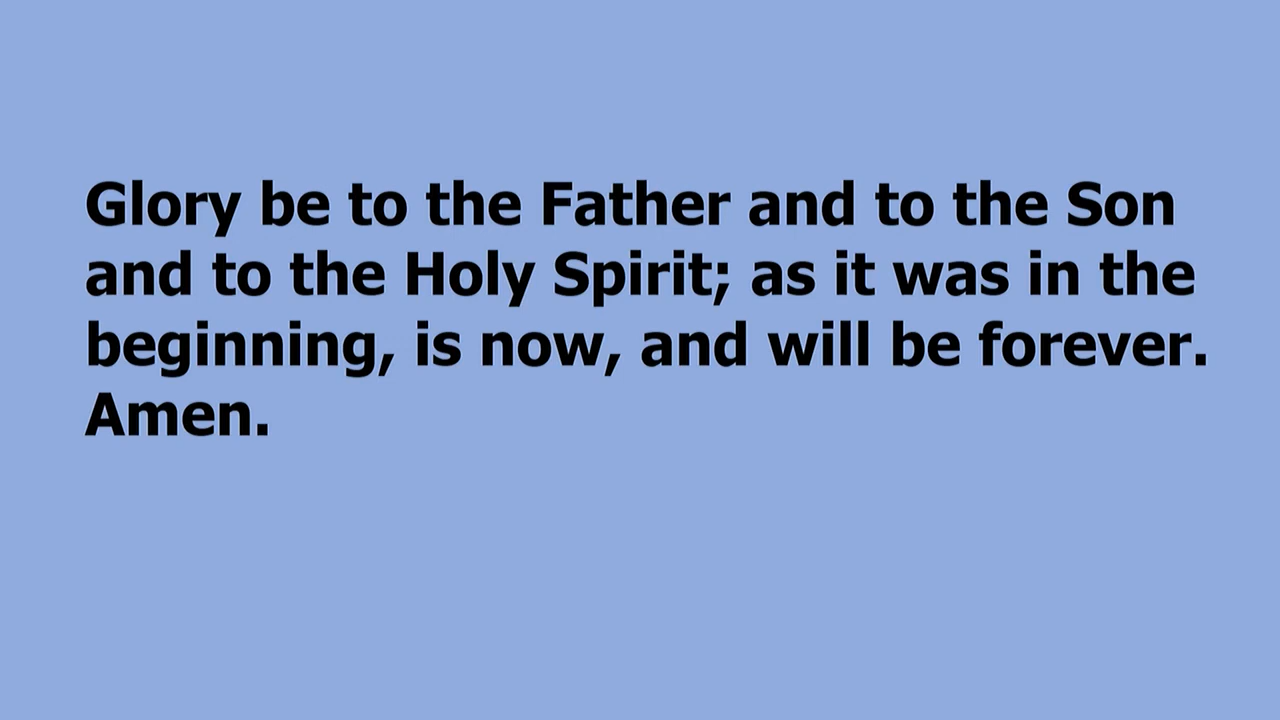 Glory be to the Father and to the Son
and to the Holy Spirit; as it was in the
beginning, is now, and will be forever.
Amen.